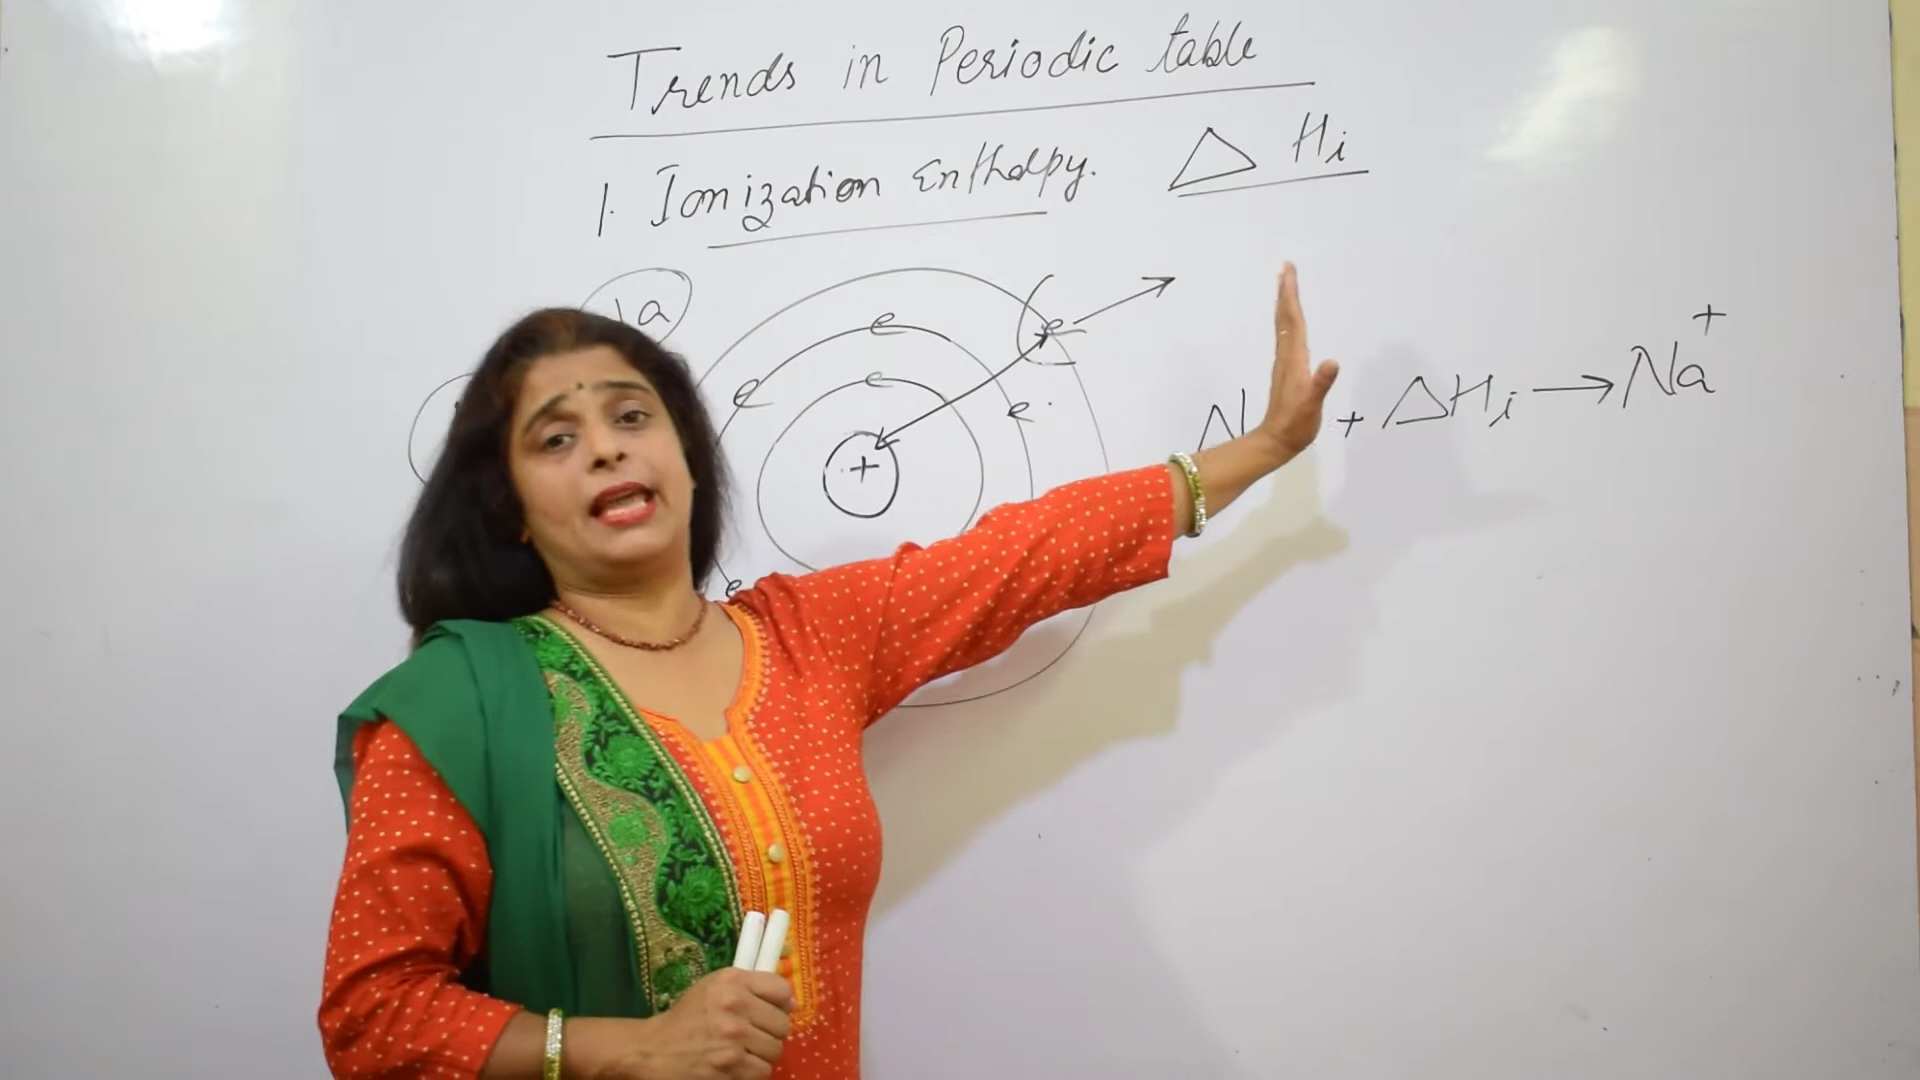 Trends in Periodic table
1. Ionization Enthalpy. △ Hi
a
e
e
e
e
e
e
+
N + △Hi → Na+